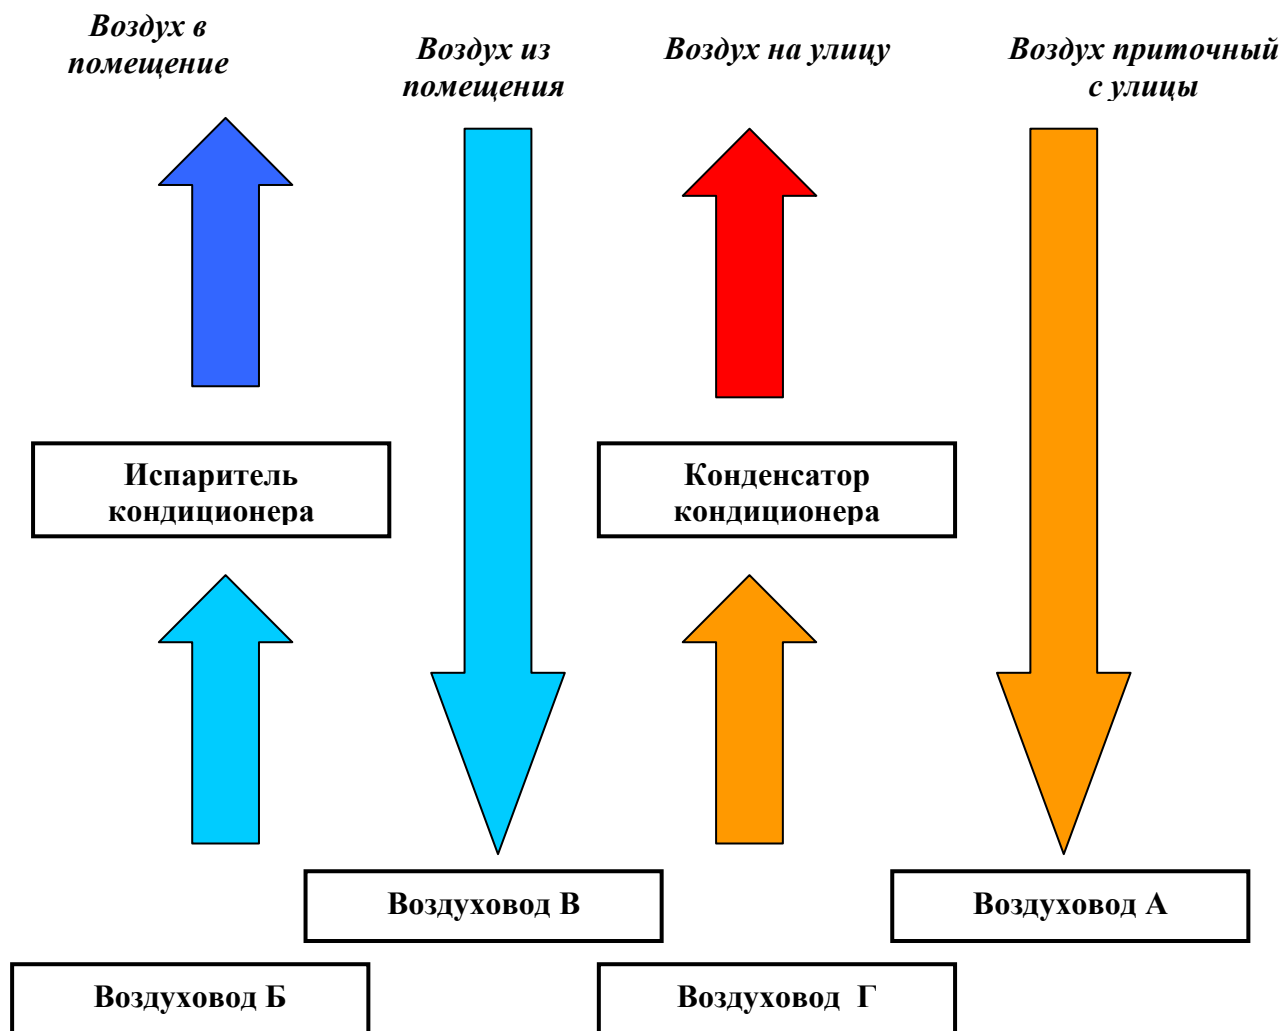 Воздух в
помещение
Воздух из
помещения
Воздух на улицу
Воздух приточный
с улицы
Испаритель
кондиционера
Конденсатор
кондиционера
Воздуховод В
Воздуховод А
Воздуховод Б
Воздуховод Г